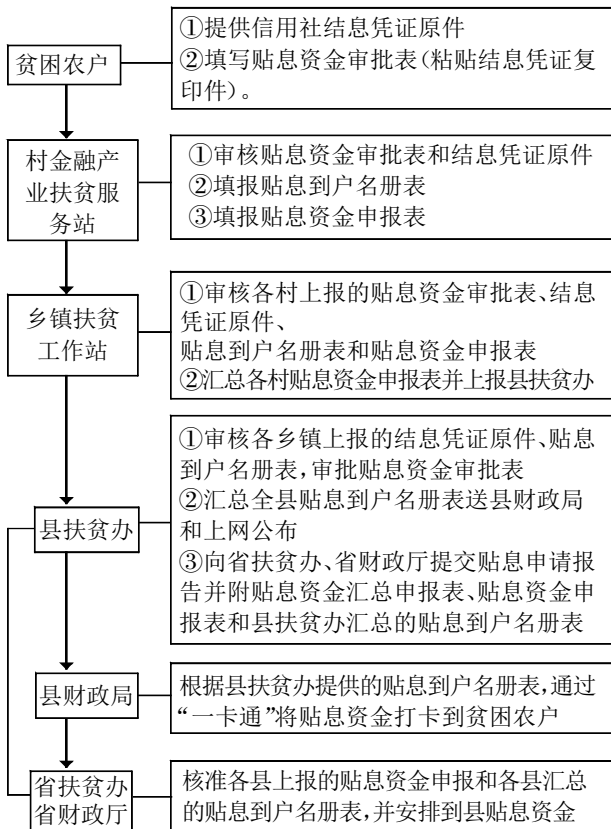 贫困农户
①提供信用社结息凭证原件
②填写贴息资金审批表(粘贴结息凭证复
印件)。
村金融产
业扶贫服
务站
①审核贴息资金审批表和结息凭证原件
②填报贴息到户名册表
③填报贴息资金申报表
乡镇扶贫
工作站
①审核各村上报的贴息资金审批表、结息
凭证原件、
贴息到户名册表和贴息资金申报表
②汇总各村贴息资金申报表并上报县扶贫办
县扶贫办
①审核各乡镇上报的结息凭证原件、贴息
到户名册表,审批贴息资金审批表
②汇总全县贴息到户名册表送县财政局
和上网公布
③向省扶贫办、省财政厅提交贴息申请报
告并附贴息资金汇总申报表、贴息资金申
报表和县扶贫办汇总的贴息到户名册表
县财政局
根据县扶贫办提供的贴息到户名册表,通过
“一卡通”将贴息资金打卡到贫困农户
省扶贫办
省财政厅
核准各县上报的贴息资金申报和各县汇总
的贴息到户名册表,并安排到县贴息资金